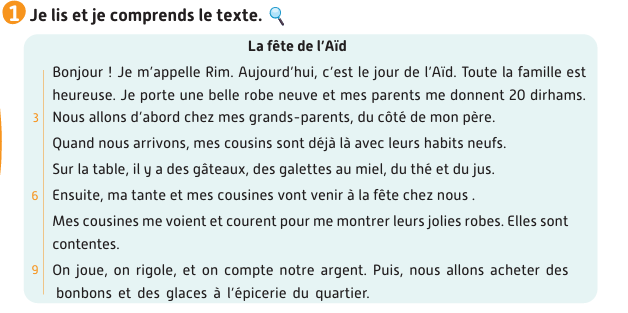 1 Je lis et je comprends le texte.
La fête de l'Aïd
Bonjour ! Je m'appelle Rim. Aujourd'hui, c'est le jour de l'Aïd. Toute la famille est
heureuse. Je porte une belle robe neuve et mes parents me donnent 20 dirhams.
3 Nous allons d'abord chez mes grands-parents, du côté de mon père.
Quand nous arrivons, mes cousins sont déjà là avec leurs habits neufs.
Sur la table, il y a des gâteaux, des galettes au miel, du thé et du jus.
6 Ensuite, ma tante et mes cousines vont venir à la fête chez nous .
Mes cousines me voient et courent pour me montrer leurs jolies robes. Elles sont
contentes.
9 On joue, on rigole, et on compte notre argent. Puis, nous allons acheter des
bonbons et des glaces à l'épicerie du quartier.